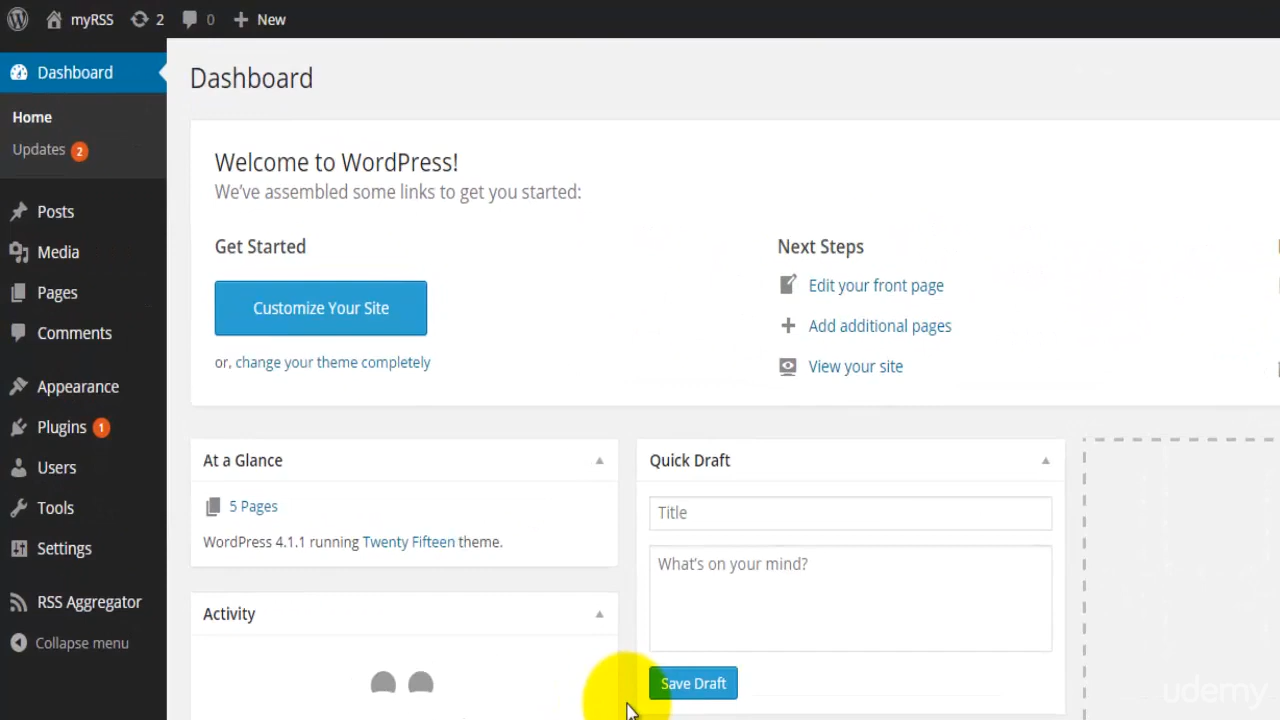 myRSS 2 0 New
Dashboard
Home
Updates 2
Posts
Media
Pages
Comments
Appearance
Plugins 1
Users
Tools
Settings
RSS Aggregator
Collapse menu
Dashboard
Welcome to WordPress!
We've assembled some links to get you started:
Get Started
Customize Your Site
or, change your theme completely
Next Steps
Edit your front page
Add additional pages
View your site
At a Glance
5 Pages
WordPress 4.1.1 running Twenty Fifteen theme.
Activity
Quick Draft
Title
What's on your mind?
Save Draft
udemy